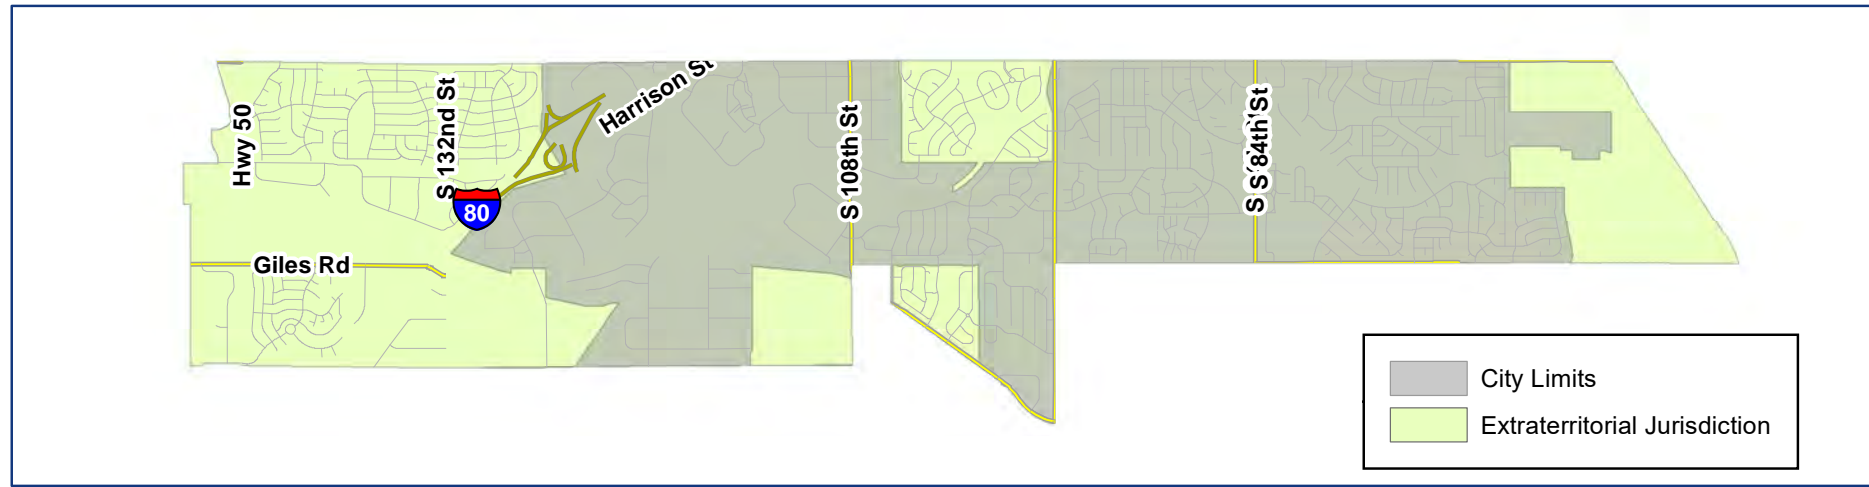 Hwy 50
S 132nd St
Harrison St
S 108th St
S 84th St
80
Giles Rd
City Limits
Extraterritorial Jurisdiction